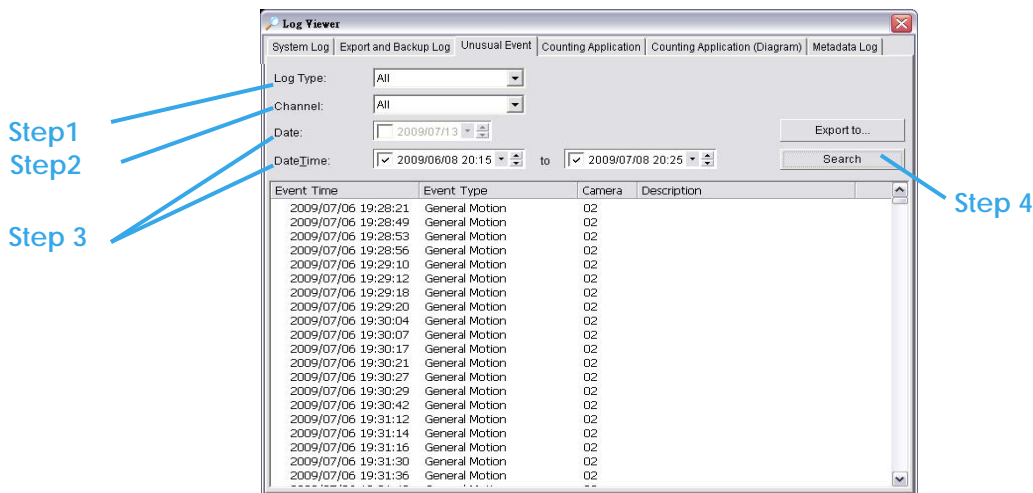 Log Viewer
System Log Export and Backup Log Unusual Event Counting Application Counting Application (Diagram) Metadata Log
Log Type: All
Channel: All
Date: 2009/07/13
Export to...
DateTime: 2009/06/08 20:15 to 2009/07/08 20:25
Search
Step1
Step2
Step 3
Step 4
Event Time Event Type Camera Description
2009/07/06 19:28:21 General Motion 02
2009/07/06 19:28:49 General Motion 02
2009/07/06 19:28:53 General Motion 02
2009/07/06 19:28:56 General Motion 02
2009/07/06 19:29:10 General Motion 02
2009/07/06 19:29:12 General Motion 02
2009/07/06 19:29:18 General Motion 02
2009/07/06 19:29:20 General Motion 02
2009/07/06 19:30:04 General Motion 02
2009/07/06 19:30:07 General Motion 02
2009/07/06 19:30:17 General Motion 02
2009/07/06 19:30:21 General Motion 02
2009/07/06 19:30:27 General Motion 02
2009/07/06 19:30:29 General Motion 02
2009/07/06 19:30:42 General Motion 02
2009/07/06 19:31:12 General Motion 02
2009/07/06 19:31:14 General Motion 02
2009/07/06 19:31:16 General Motion 02
2009/07/06 19:31:30 General Motion 02
2009/07/06 19:31:36 General Motion 02